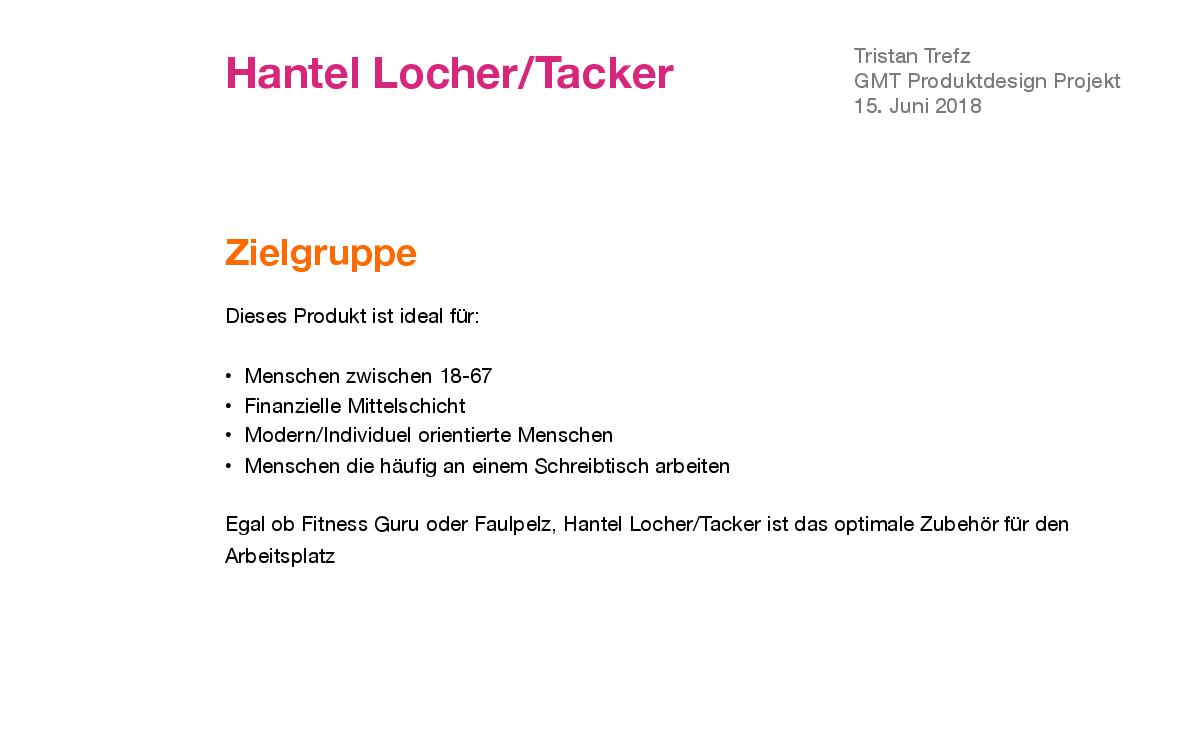 Hantel Locher/Tacker
Tristan Trefz
GMT Produktdesign Projekt
15. Juni 2018
Zielgruppe
Dieses Produkt ist ideal für:
• Menschen zwischen 18-67
• Finanzielle Mittelschicht
• Modern/Individuel orientierte Menschen
• Menschen die häufig an einem Schreibtisch arbeiten
Egal ob Fitness Guru oder Faulpelz, Hantel Locher/Tacker ist das optimale Zubehör für den
Arbeitsplatz